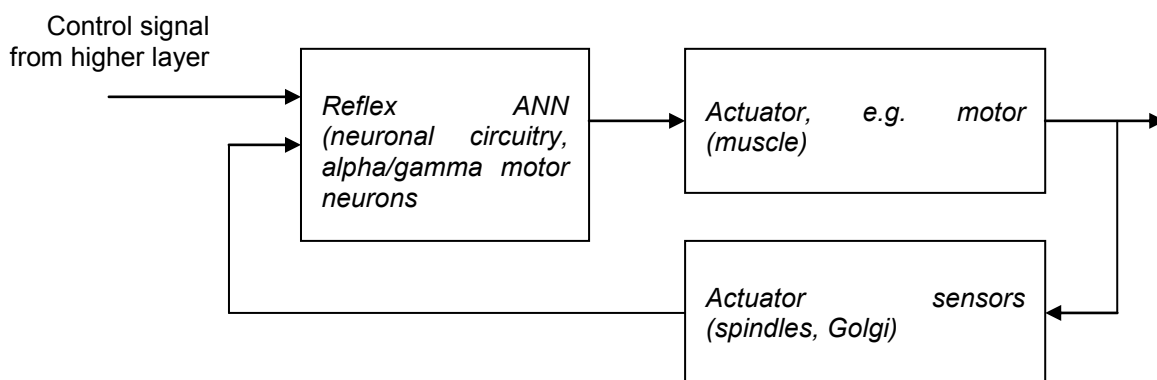 Control signal
from higher layer
Reflex ANN
(neuronal circuitry,
alpha/gamma motor
neurons
Actuator, e.g. motor
(muscle)
Actuator sensors
(spindles, Golgi)